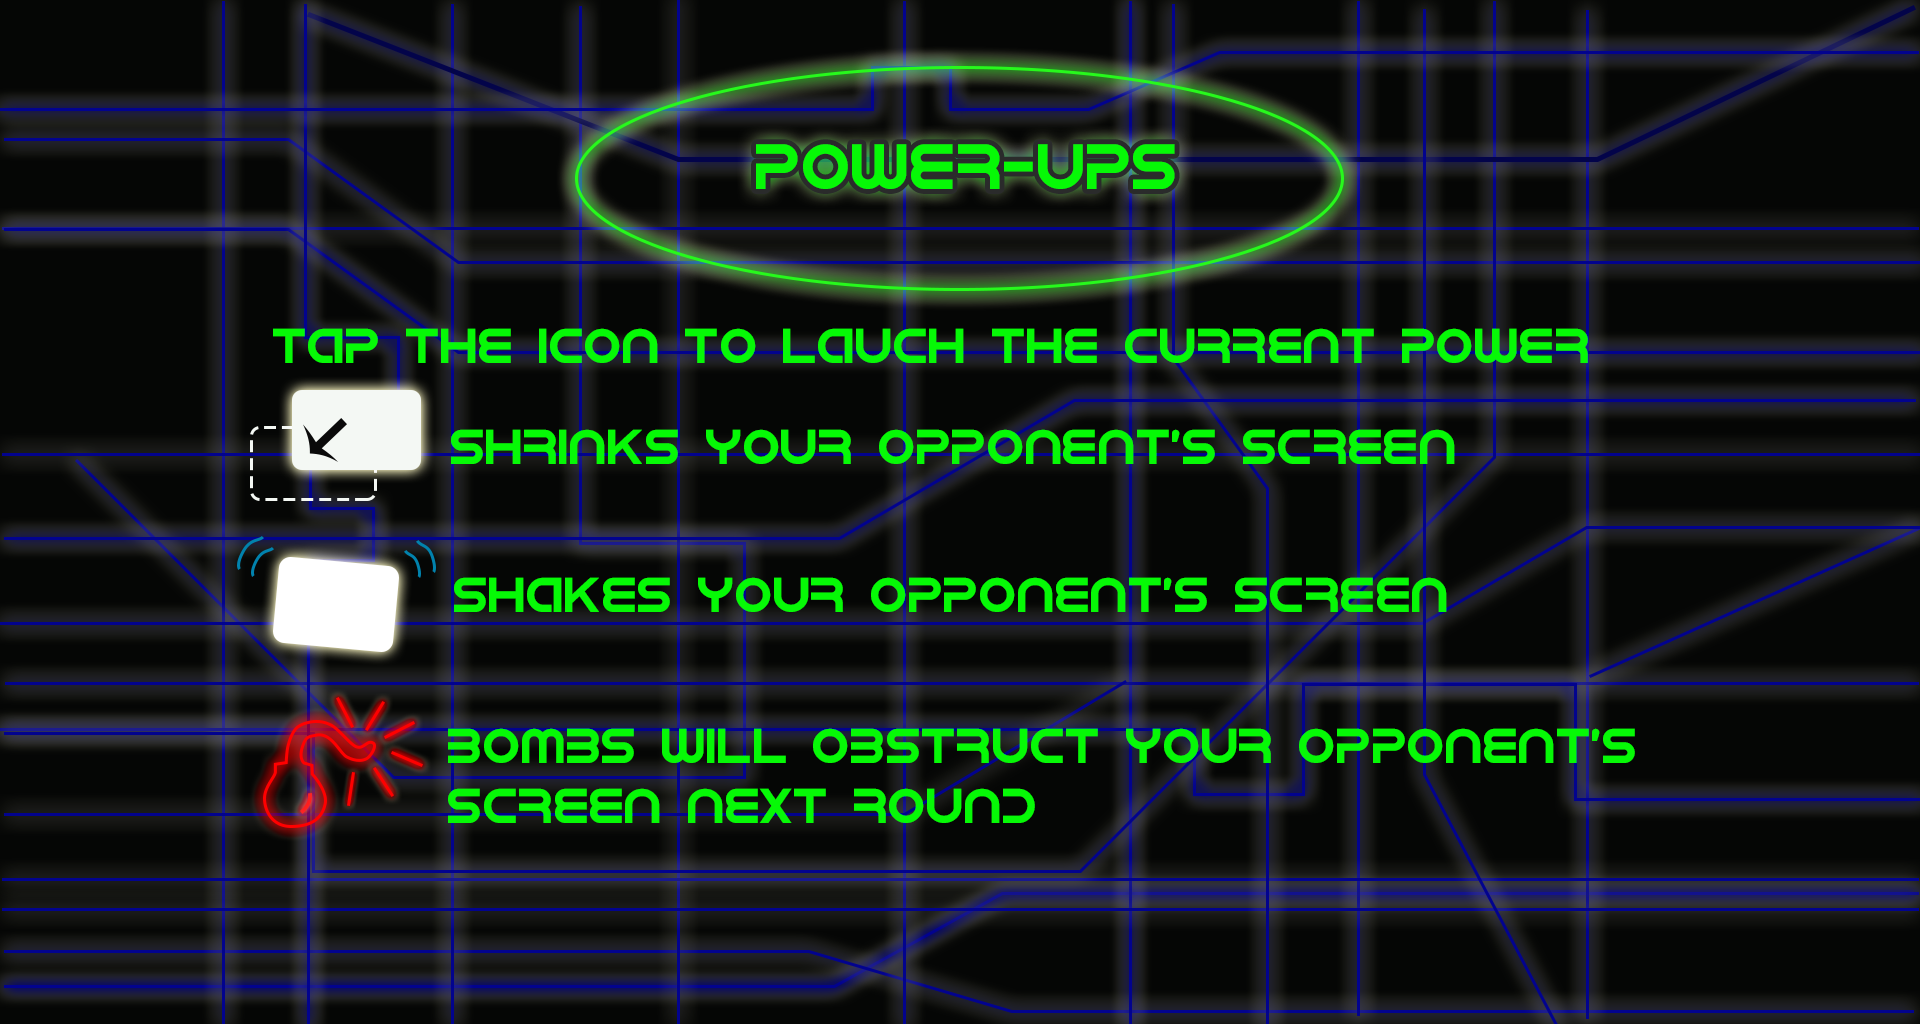 POWER-UPS
TAP THE ICON TO LAUCH THE CURRENT POWER
SHRINKS YOUR OPPONENT'S SCREEN
SHAKES YOUR OPPONENT'S SCREEN
BOMBS WILL OBSTRUCT YOUR OPPONENT'S
SCREEN NEXT ROUND